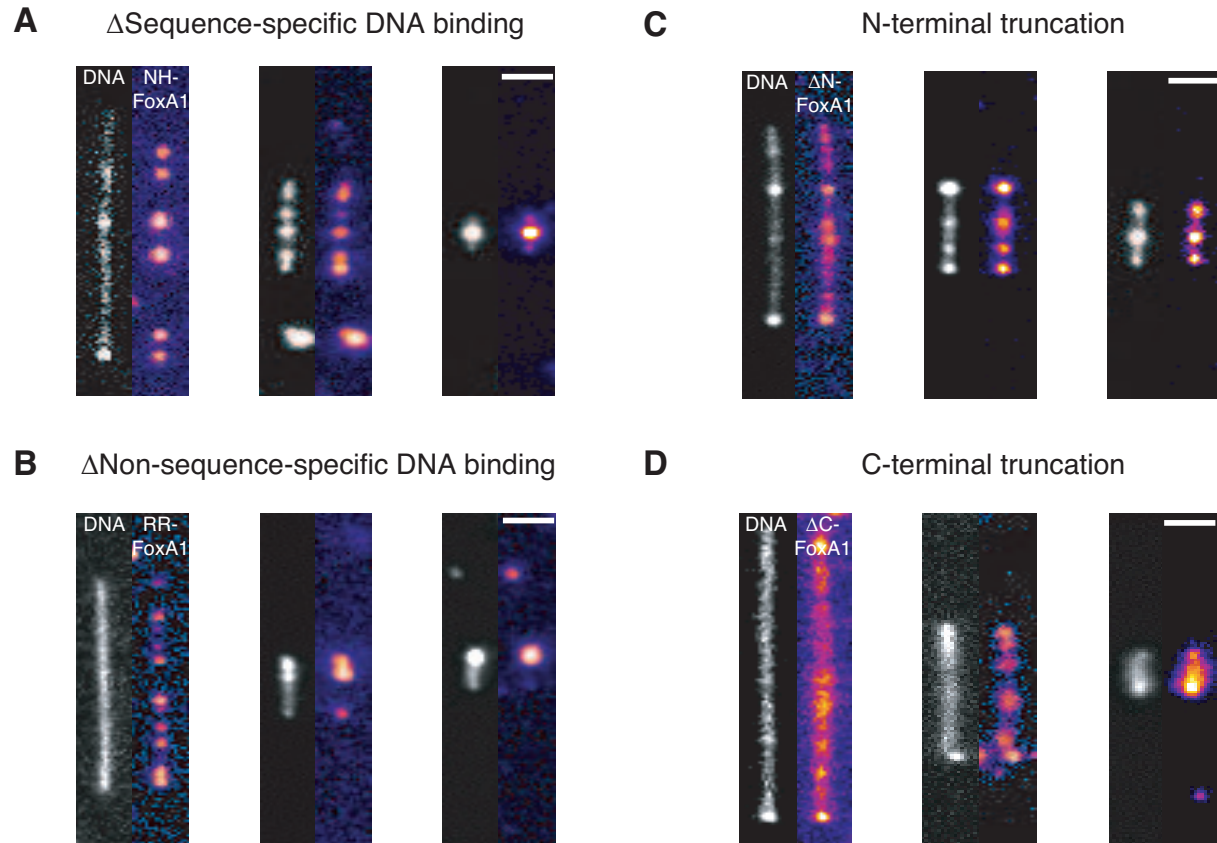 A
ΔSequence-specific DNA binding
DNA
NH-
FoxA1
B
ΔNon-sequence-specific DNA binding
DNA
RR-
FoxA1
C
N-terminal truncation
DNA
ΔN-
FoxA1
D
C-terminal truncation
DNA
ΔC-
FoxA1